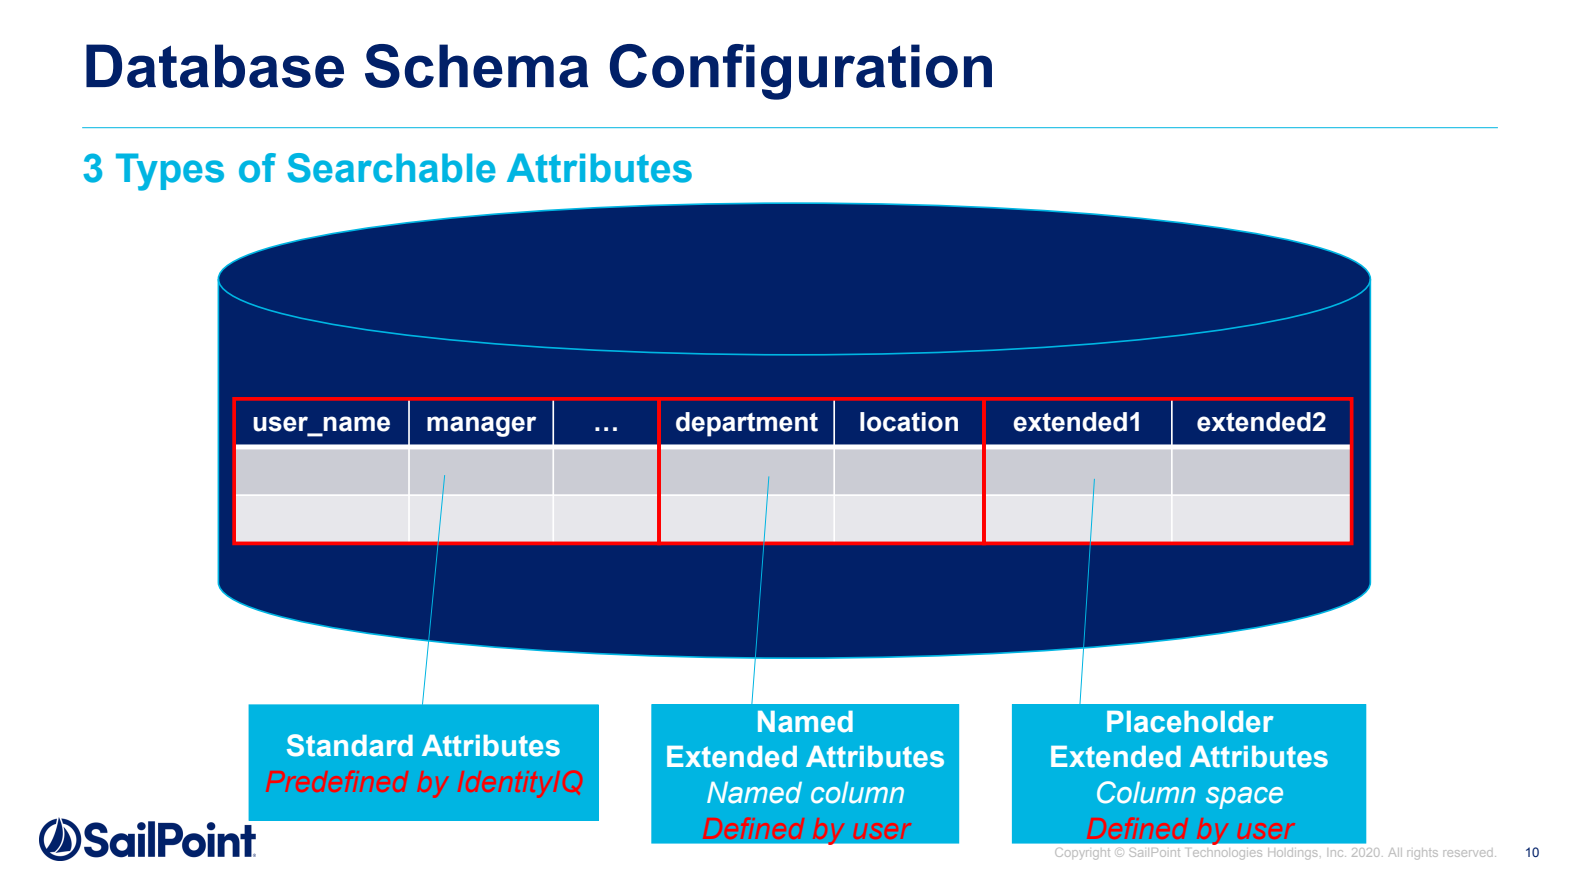 Database Schema Configuration
3 Types of Searchable Attributes
user_name manager … department location extended1 extended2
Standard Attributes
Predefined by IdentityIQ
Named
Extended Attributes
Named column
Defined by user
Placeholder
Extended Attributes
Column space
Defined by user
SailPoint
Copyright © SailPoint Technologies Holdings, Inc. 2020. All rights reserved.
10